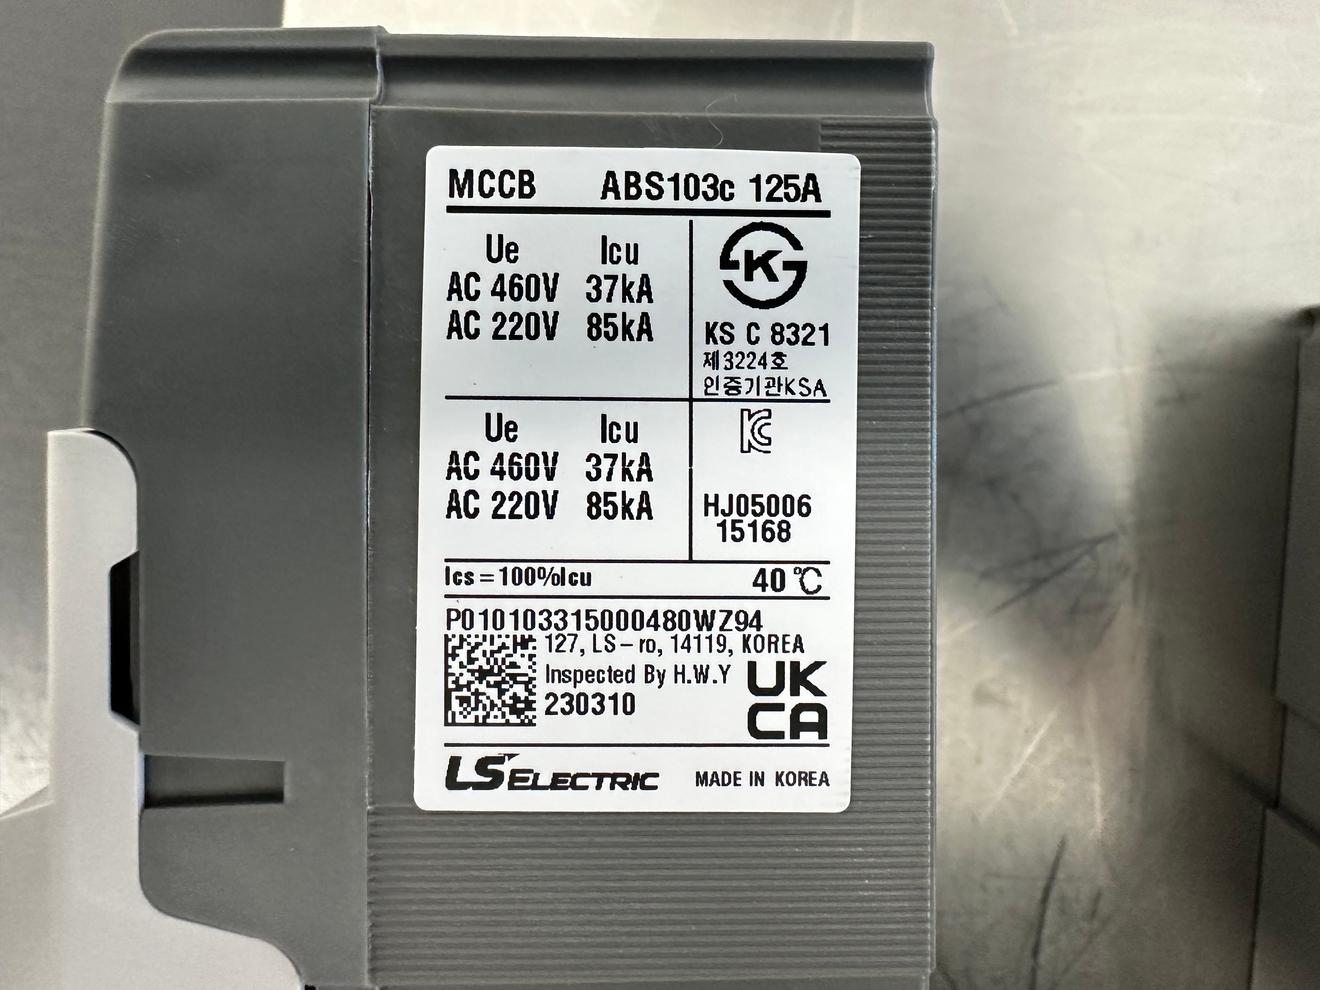 MCCB ABS103c 125A
Ue Icu
AC 460V 37kA
AC 220V 85kA
K
KS C 8321
제3224호
인증기관KSA
Ue Icu
AC 460V 37kA
AC 220V 85kA
KC
HJ05006
15168
Ics=100%Icu 40℃
P010103315000480WZ94
127, LS-ro, 14119, KOREA
Inspected By H.W.Y
230310
UK
CA
LS ELECTRIC MADE IN KOREA